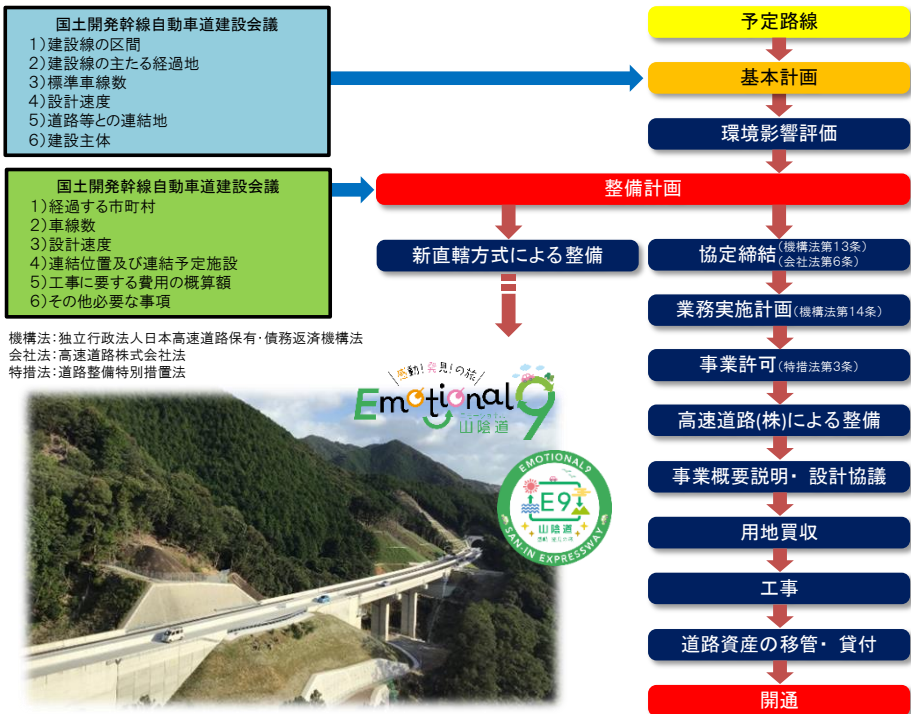 国土開発幹線自動車道建設会議
1)建設線の区間
2)建設線の主たる経過地
3)標準車線数
4)設計速度
5)道路等との連結地
6)建設主体
国土開発幹線自動車道建設会議
1)経過する市町村
2)車線数
3)設計速度
4)連結位置及び連結予定施設
5)工事に要する費用の概算額
6)その他必要な事項
機構法:独立行政法人日本高速道路保有・債務返済機構法
会社法:高速道路株式会社法
特措法:道路整備特別措置法
予定路線
基本計画
環境影響評価
整備計画
新直轄方式による整備
協定締結(機構法第13条)
(会社法第6条)
業務実施計画(機構法第14条)
事業許可(特措法第3条)
高速道路(株)による整備
事業概要説明・ 設計協議
用地買収
工事
道路資産の移管・ 貸付
開通
感動!発見!の旅
Emotional9
山陰道
EMOTIONAL9
E9
山陰道
SAN-IN EXPRESSWAY